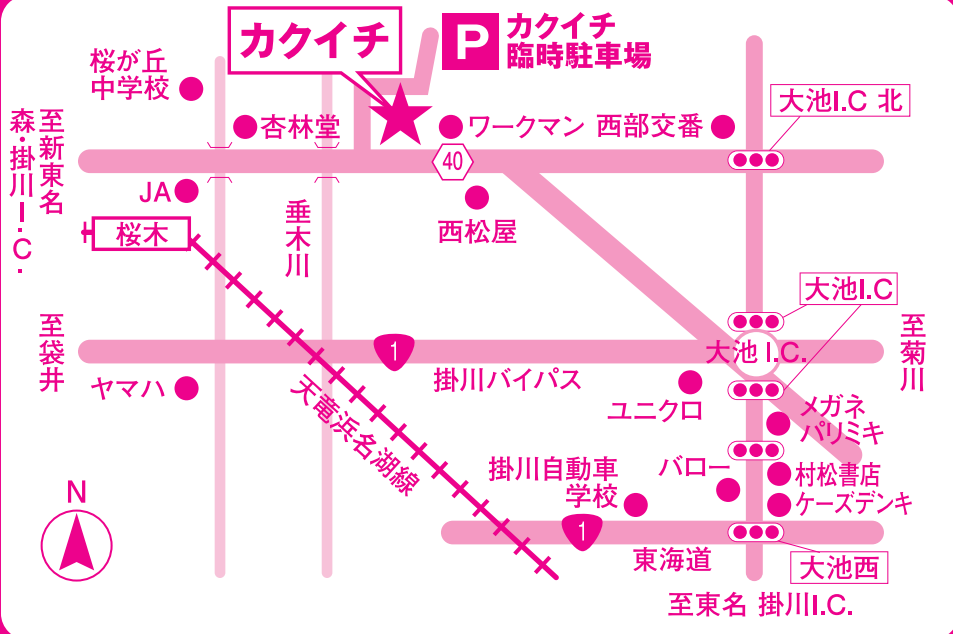 カクイチ
P
カクイチ
臨時駐車場
桜が丘
中学校
大池I.C 北
杏林堂
ワークマン
西部交番
至新東名
森・掛川I.C.
40
JA
桜木
垂木川
西松屋
大池I.C
至袋井
1
大池 I.C.
至菊川
掛川バイパス
ヤマハ
天竜浜名湖線
ユニクロ
メガネ
パリミキ
掛川自動車
学校
バロー
村松書店
ケーズデンキ
N
1
東海道
大池西
至東名 掛川I.C.